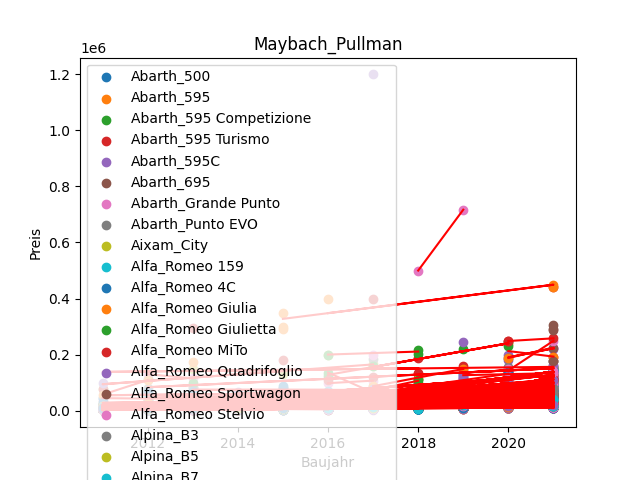 Maybach_Pullman
1e6
1.2
1.0
0.8
0.6
0.4
0.2
0.0
Preis
Abarth_500
Abarth_595
Abarth_595 Competizione
Abarth_595 Turismo
Abarth_595C
Abarth_695
Abarth_Grande Punto
Abarth_Punto EVO
Aixam_City
Alfa_Romeo 159
Alfa_Romeo 4C
Alfa_Romeo Giulia
Alfa_Romeo Giulietta
Alfa_Romeo MiTo
Alfa_Romeo Quadrifoglio
Alfa_Romeo Sportwagon
Alfa_Romeo Stelvio
Alpina_B3
Alpina_B5
Alpina_B7
2012 2014 2016 2018 2020
Baujahr